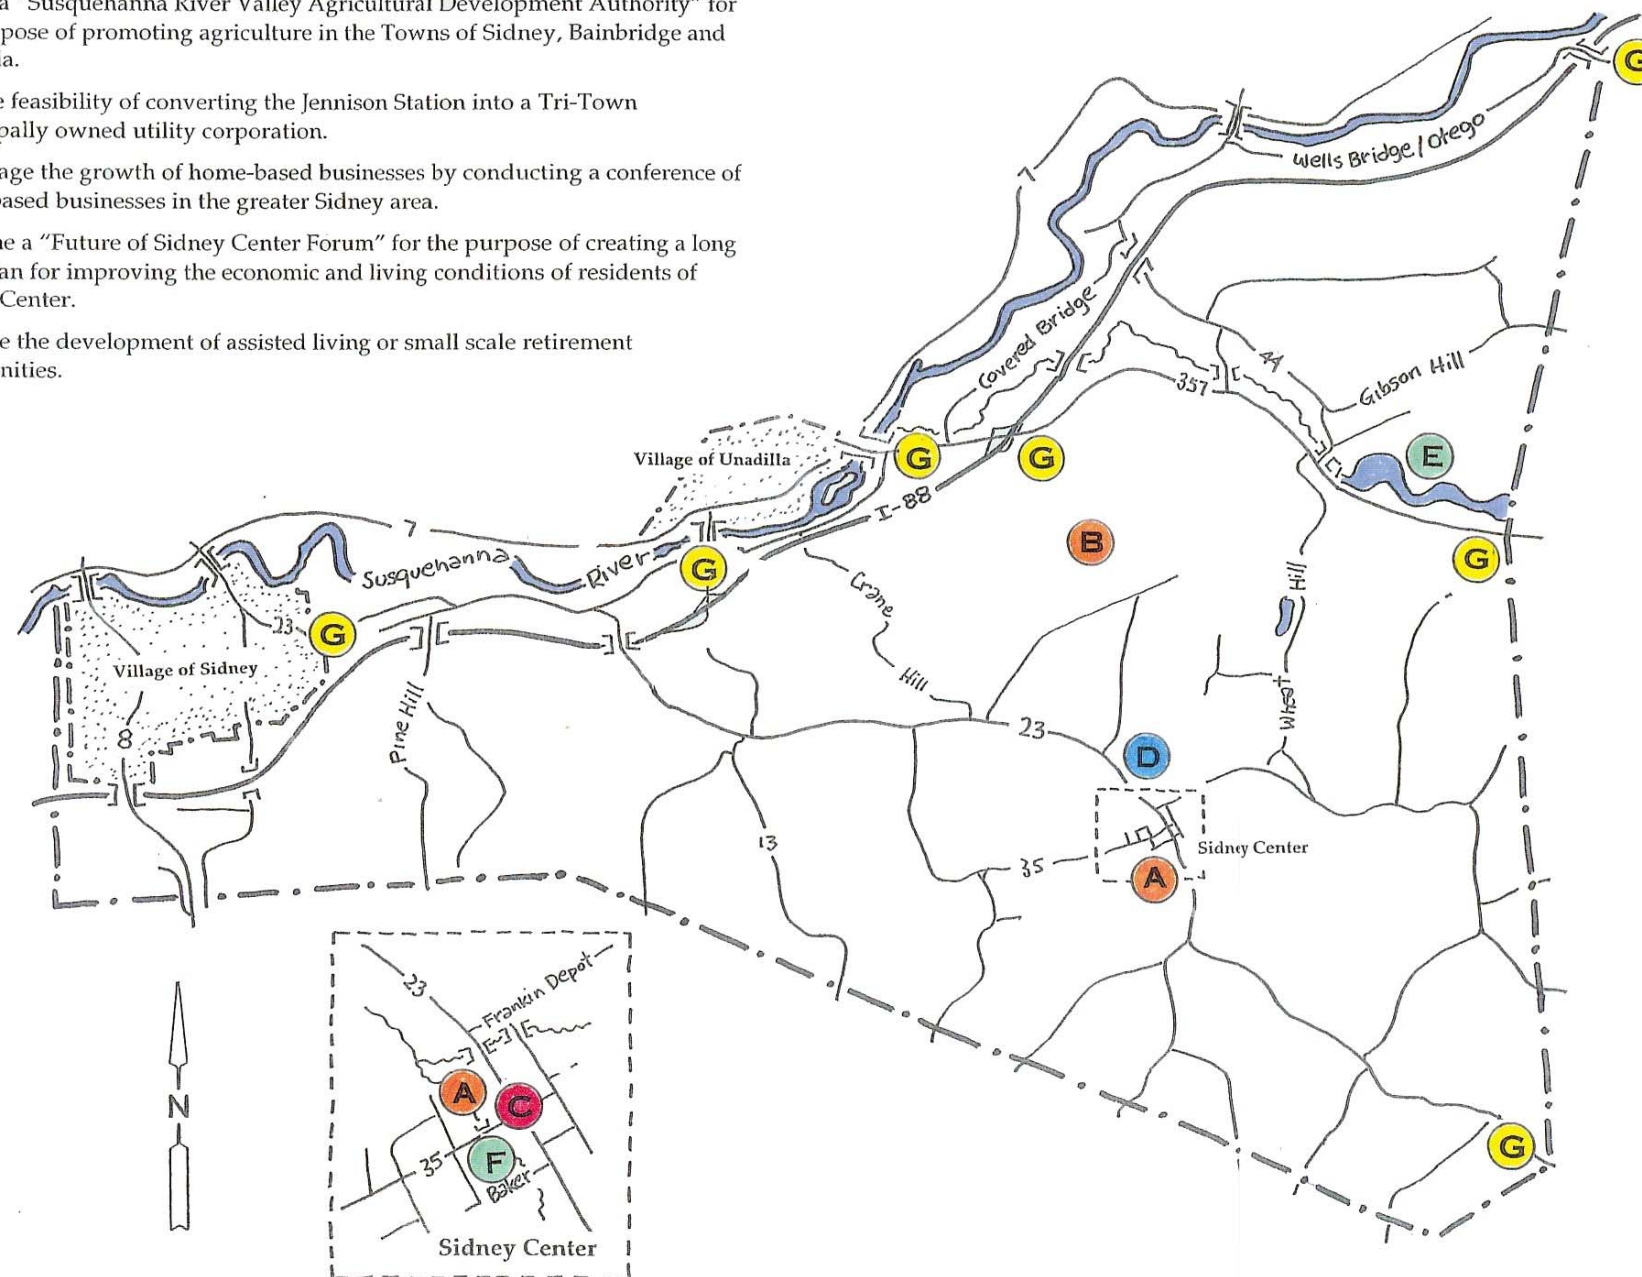 a "Susquehanna River Valley Agricultural Development Authority" for
pose of promoting agriculture in the Towns of Sidney, Bainbridge and
la.
e feasibility of converting the Jennison Station into a Tri-Town
pally owned utility corporation.
age the growth of home-based businesses by conducting a conference of
ased businesses in the greater Sidney area.
ne a "Future of Sidney Center Forum" for the purpose of creating a long
an for improving the economic and living conditions of residents of
Center.
e the development of assisted living or small scale retirement
nities.
G
Wells Bridge / Otego
7
Covered Bridge
44
357
Gibson Hill
Village of Unadilla
G
G
E
I-88
B
G
7
Susquehanna River
G
Crane Hill
Wheat Hill
23
G
Village of Sidney
8
Pine Hill
23
D
13
35
Sidney Center
A
23
Frankin Depot
N
A
C
35
F
Baker
G
Sidney Center